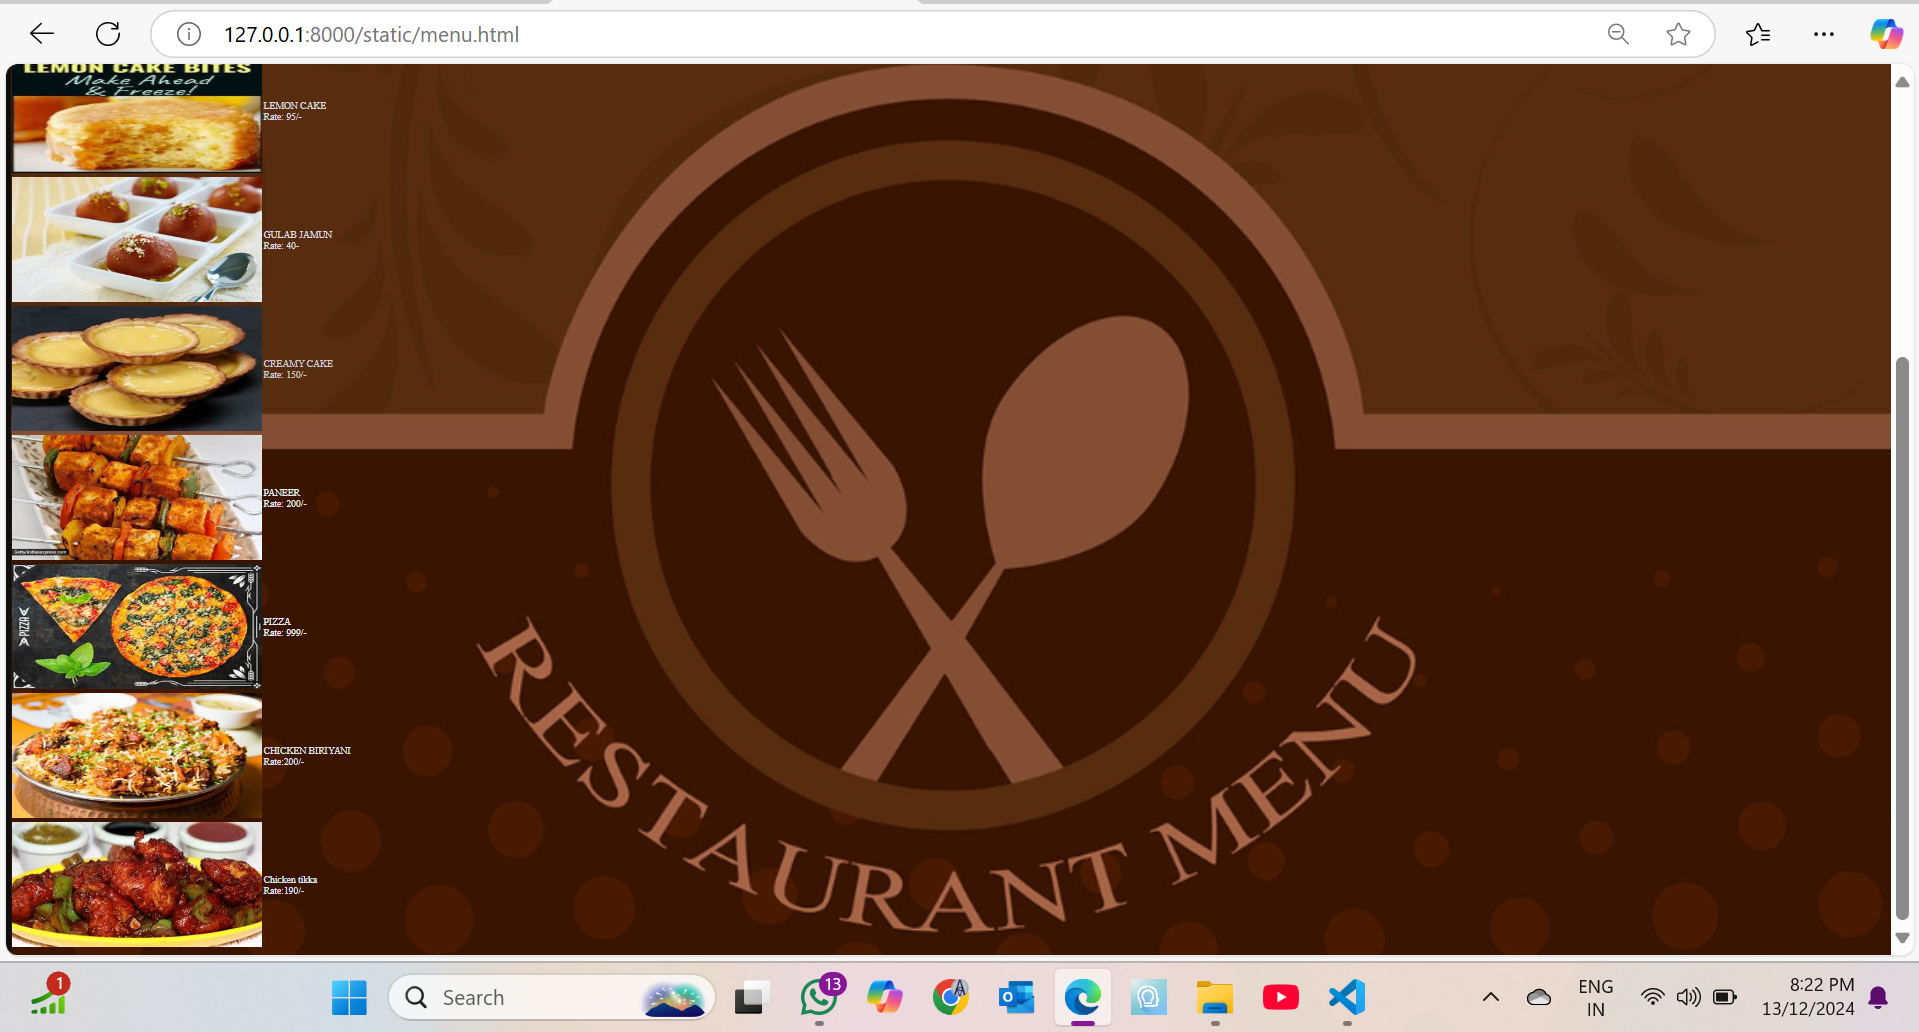 127.0.0.1:8000/static/menu.html
LEMON CAKE BITES
Make Ahead
& Freeze!
LEMON CAKE
Rate: 95/-
GULAB JAMUN
Rate: 40-
CREAMY CAKE
Rate: 150/-
PANEER
Rate: 200/-
PIZZA
PIZZA
Rate: 999/-
CHICKEN BIRIYANI
Rate:200/-
Chicken tikka
Rate:190/-
RESTAURANT MENU
1
Search
13
ENG
IN
8:22 PM
13/12/2024